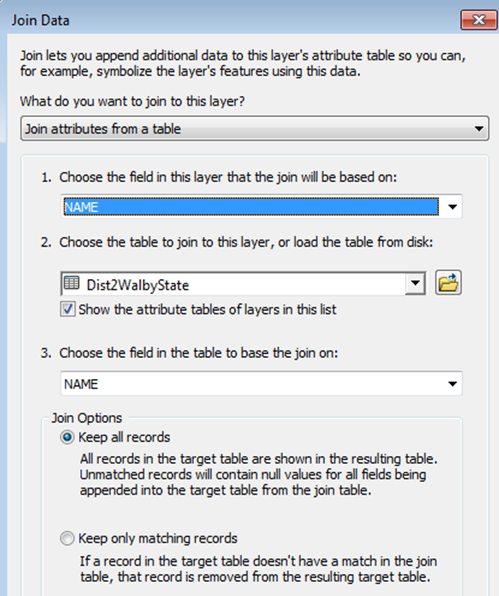 Join Data
Join lets you append additional data to this layer's attribute table so you can,
for example, symbolize the layer's features using this data.
What do you want to join to this layer?
Join attributes from a table
1. Choose the field in this layer that the join will be based on:
NAME
2. Choose the table to join to this layer, or load the table from disk:
Dist2WalbyState
Show the attribute tables of layers in this list
3. Choose the field in the table to base the join on:
NAME
Join Options
Keep all records
All records in the target table are shown in the resulting table.
Unmatched records will contain null values for all fields being
appended into the target table from the join table.
Keep only matching records
If a record in the target table doesn't have a match in the join
table, that record is removed from the resulting target table.